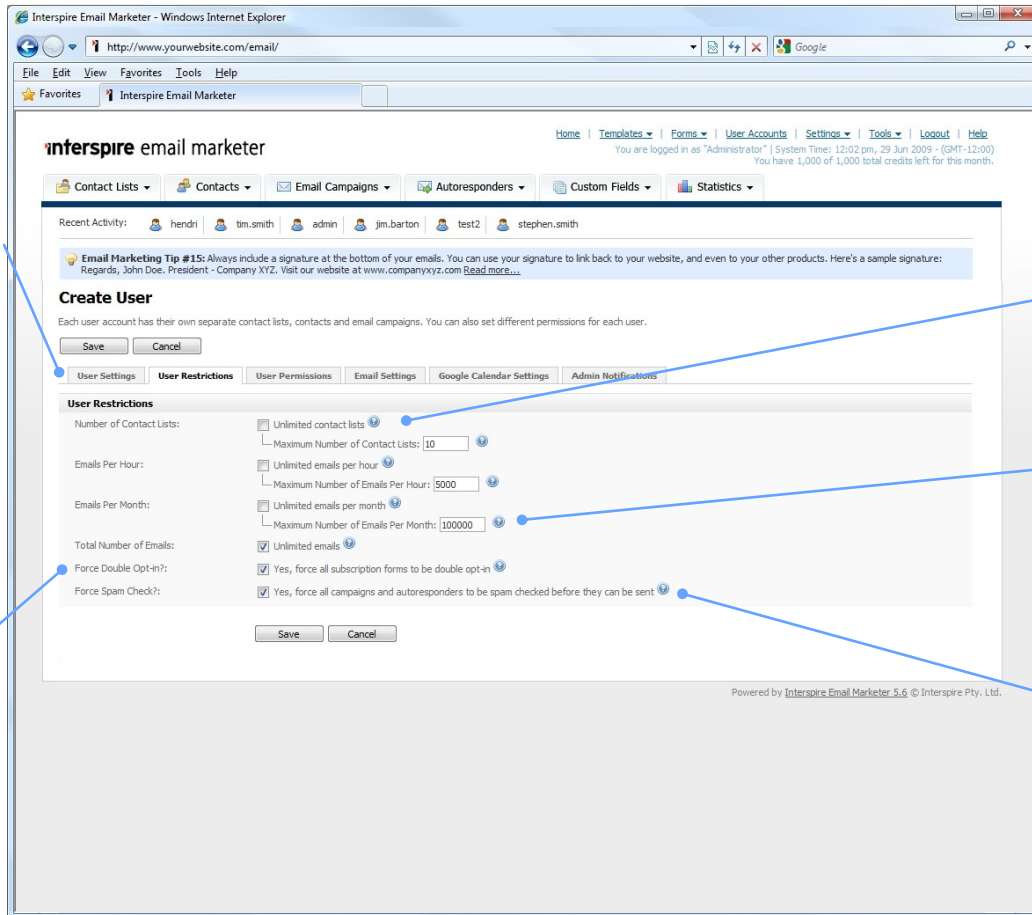 Interspire Email Marketer - Windows Internet Explorer
http://www.yourwebsite.com/email/
Google
File Edit View Favorites Tools Help
Favorites Interspire Email Marketer
Home | Templates | Forms | User Accounts | Settings | Tools | Logout | Help
interspire email marketer
You are logged in as "Administrator" | System Time: 12:02 pm, 29 Jun 2009 - (GMT-12:00)
You have 1,000 of 1,000 total credits left for this month.
Contact Lists Contacts Email Campaigns Autoresponders Custom Fields Statistics
Recent Activity: hendri tim.smith admin jim.barton test2 stephen.smith
Email Marketing Tip #15: Always include a signature at the bottom of your emails. You can use your signature to link back to your website, and even to your other products. Here's a sample signature:
Regards, John Doe. President - Company XYZ. Visit our website at www.companyxyz.com Read more...
Create User
Each user account has their own separate contact lists, contacts and email campaigns. You can also set different permissions for each user.
Save Cancel
User Settings User Restrictions User Permissions Email Settings Google Calendar Settings Admin Notifications
User Restrictions
Number of Contact Lists: Unlimited contact lists
Maximum Number of Contact Lists: 10
Emails Per Hour: Unlimited emails per hour
Maximum Number of Emails Per Hour: 5000
Emails Per Month: Unlimited emails per month
Maximum Number of Emails Per Month: 100000
Total Number of Emails: Unlimited emails
Force Double Opt-in?: Yes, force all subscription forms to be double opt-in
Force Spam Check?: Yes, force all campaigns and autoresponders to be spam checked before they can be sent
Save Cancel
Powered by Interspire Email Marketer 5.6 © Interspire Pty. Ltd.